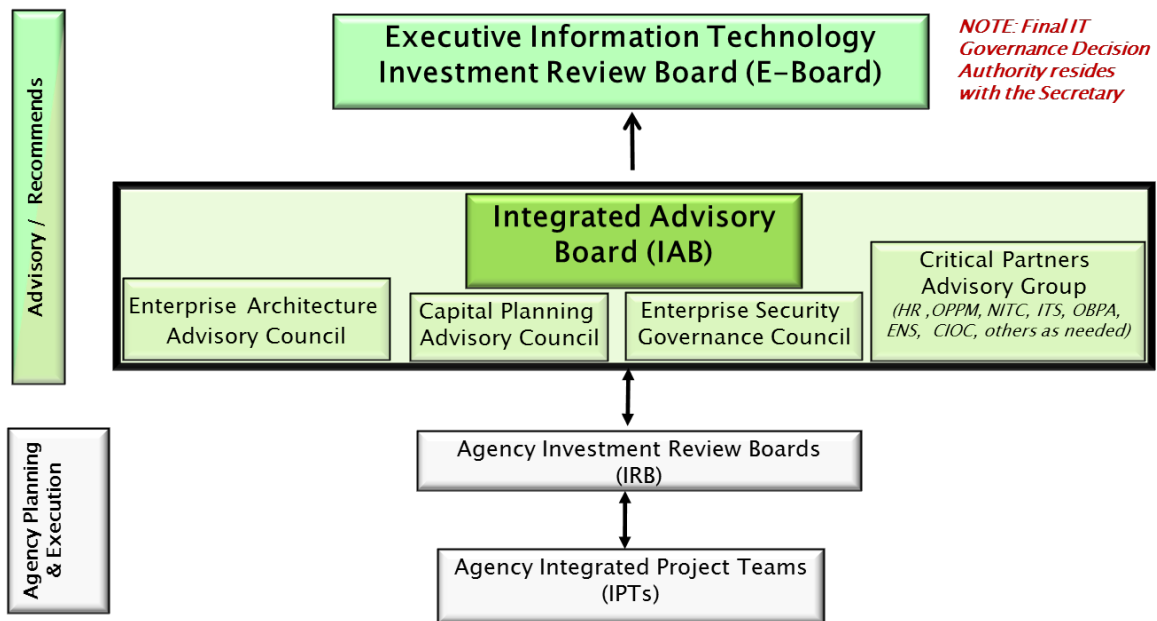 Advisory / Recommends
Executive Information Technology
Investment Review Board (E-Board)
NOTE: Final IT
Governance Decision
Authority resides
with the Secretary
Integrated Advisory
Board (IAB)
Enterprise Architecture
Advisory Council
Capital Planning
Advisory Council
Enterprise Security
Governance Council
Critical Partners
Advisory Group
(HR ,OPPM, NITC, ITS, OBPA,
ENS, CIOC, others as needed)
Agency Planning
& Execution
Agency Investment Review Boards
(IRB)
Agency Integrated Project Teams
(IPTs)